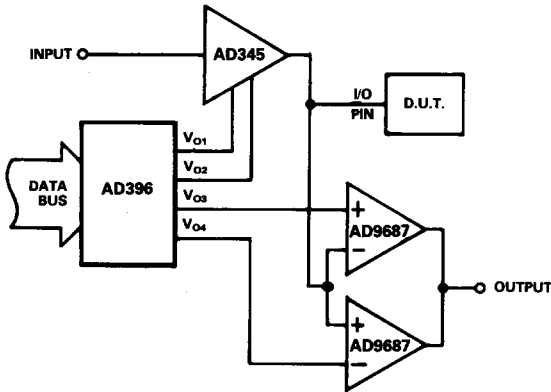 INPUT
AD345
I/O
PIN
D.U.T.
VO1
VO2
DATA
BUS
AD396
VO3
VO4
+
AD9687
−
OUTPUT
+
AD9687
−